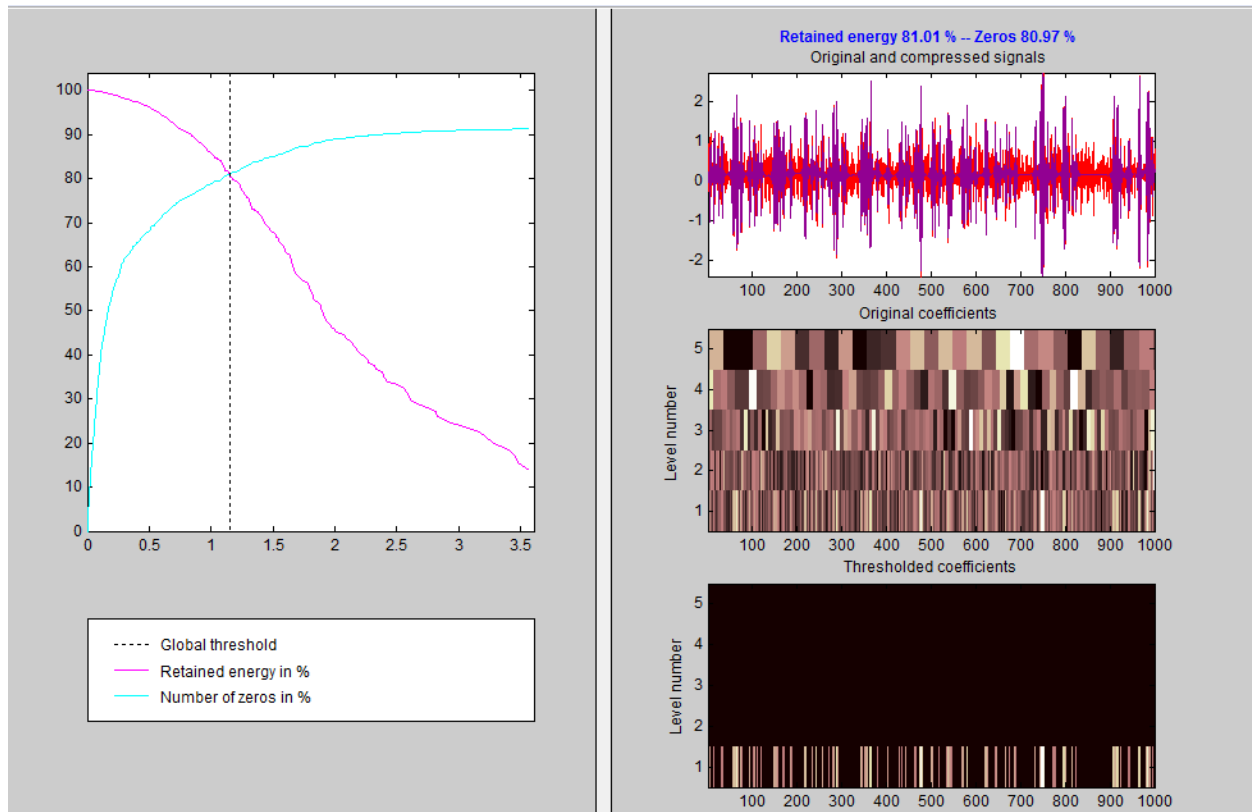 100
90
80
70
60
50
40
30
20
10
0
0 0.5 1 1.5 2 2.5 3 3.5
Global threshold
Retained energy in %
Number of zeros in %
Retained energy 81.01 % -- Zeros 80.97 %
Original and compressed signals
2
1
0
-1
-2
100 200 300 400 500 600 700 800 900 1000
Original coefficients
Level number
5
4
3
2
1
100 200 300 400 500 600 700 800 900 1000
Thresholded coefficients
Level number
5
4
3
2
1
100 200 300 400 500 600 700 800 900 1000